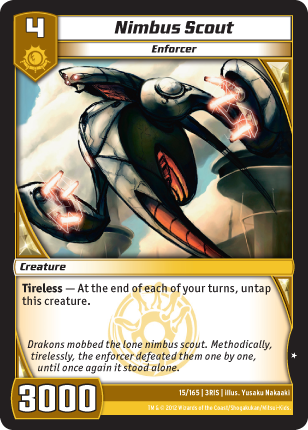 4
Nimbus Scout
Enforcer
Creature
Tireless — At the end of each of your turns, untap
this creature.
Drakons mobbed the lone nimbus scout. Methodically,
tirelessly, the enforcer defeated them one by one,
until once again it stood alone.
3000
15/165 | 3RIS | Illus. Yusaku Nakaaki
™ & © 2012 Wizards of the Coast/Shogakukan/Mitsui-Kids